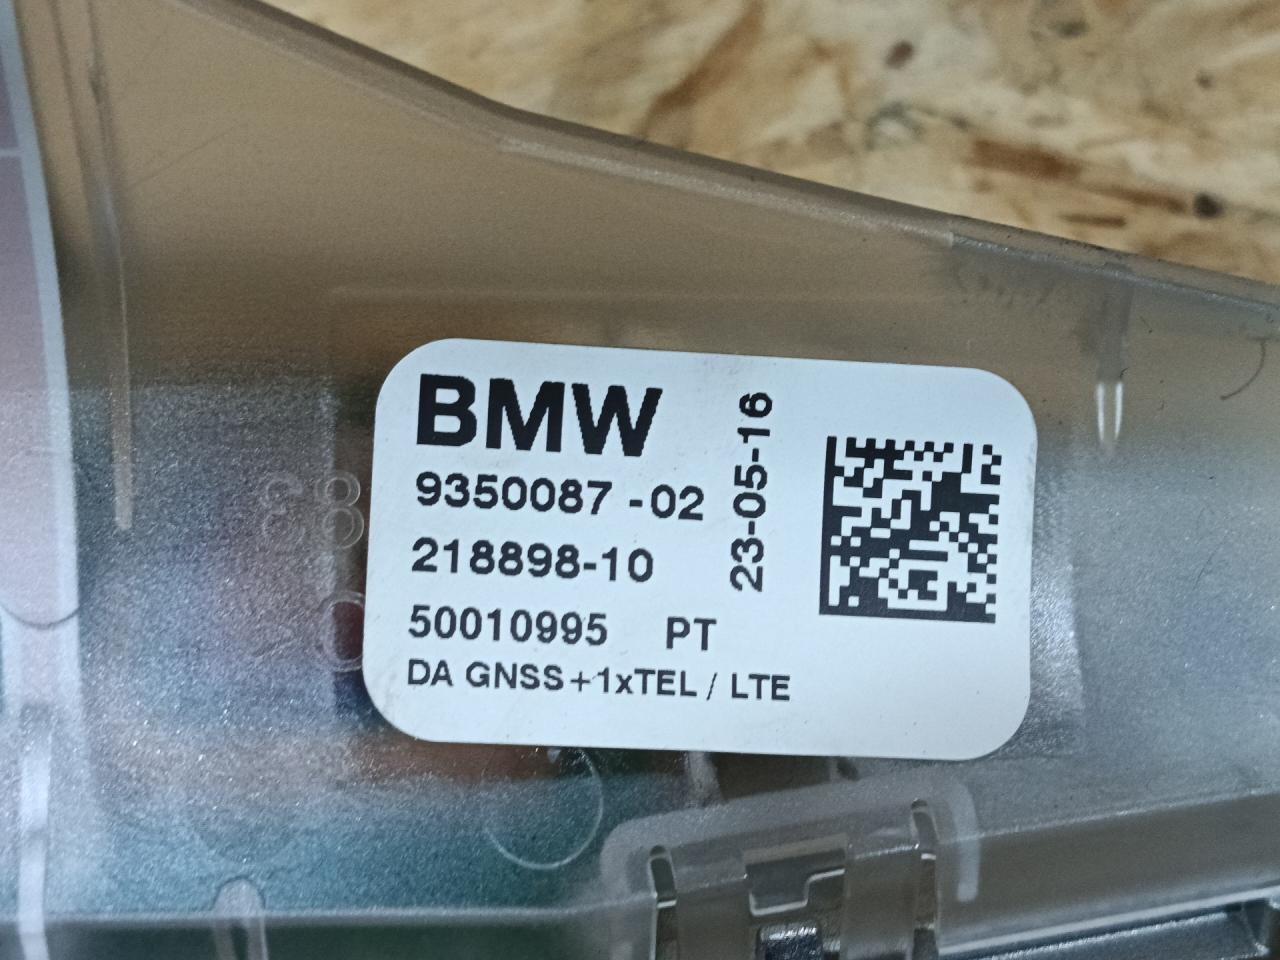 BMW
9350087 -02
218898-10
50010995 PT
DA GNSS+1xTEL / LTE
23-05-16